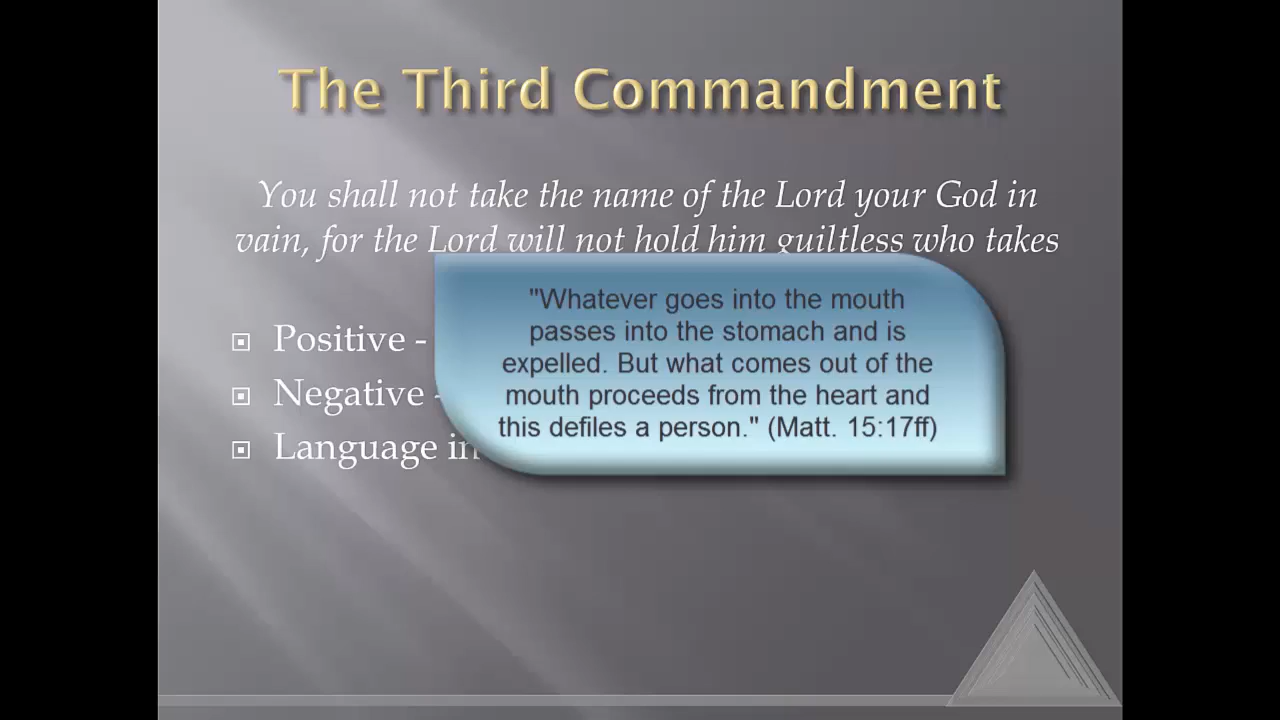 The Third Commandment
You shall not take the name of the Lord your God in
vain, for the Lord will not hold him guiltless who takes
"Whatever goes into the mouth
passes into the stomach and is
expelled. But what comes out of the
mouth proceeds from the heart and
this defiles a person." (Matt. 15:17ff)
Positive -
Negative -
Language in